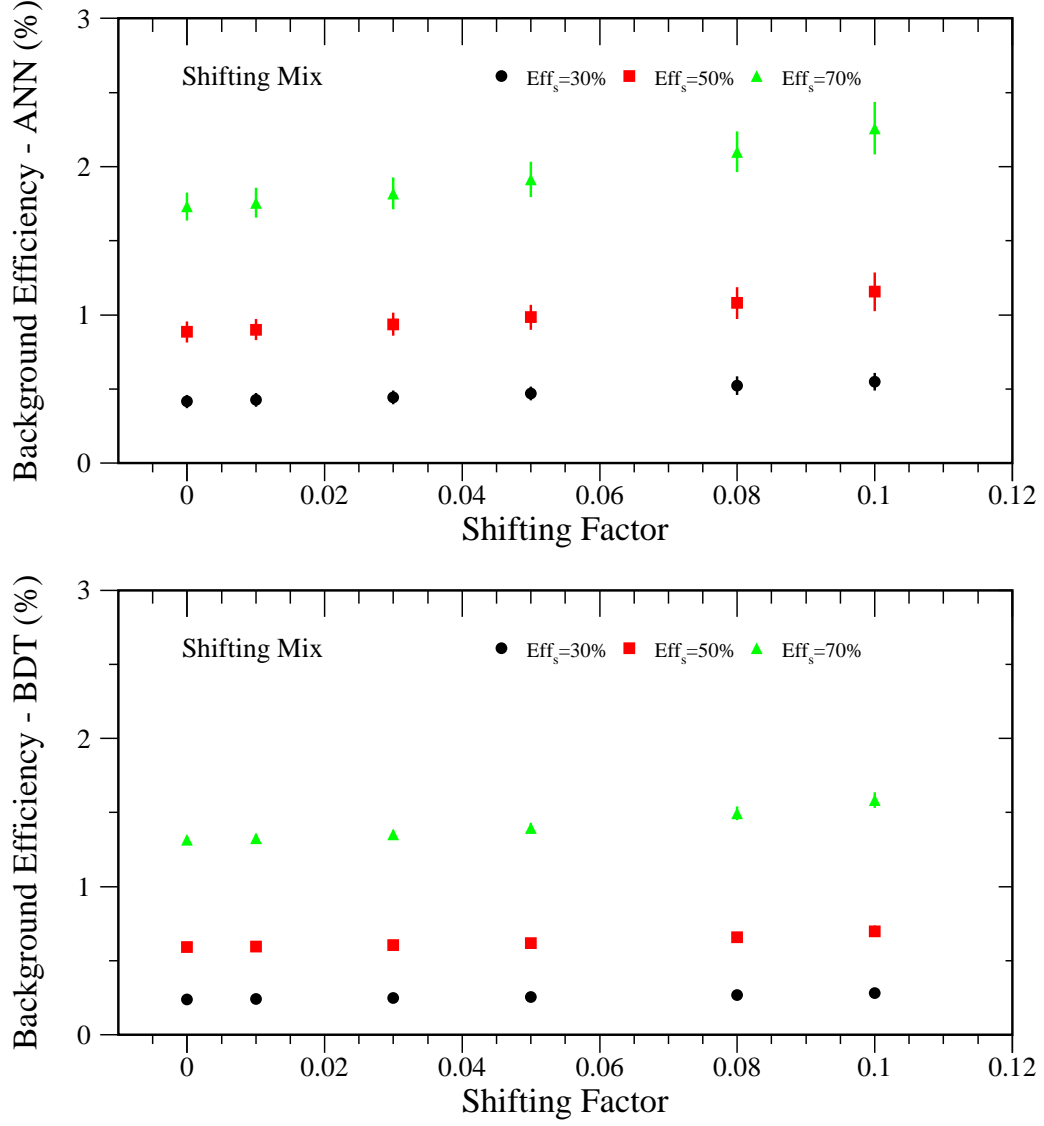 3
Shifting Mix Eff_s=30% Eff_s=50% Eff_s=70%
2
1
0
Background Efficiency - ANN (%)
0 0.02 0.04 0.06 0.08 0.1 0.12
Shifting Factor
3
Shifting Mix Eff_s=30% Eff_s=50% Eff_s=70%
2
1
0
Background Efficiency - BDT (%)
0 0.02 0.04 0.06 0.08 0.1 0.12
Shifting Factor